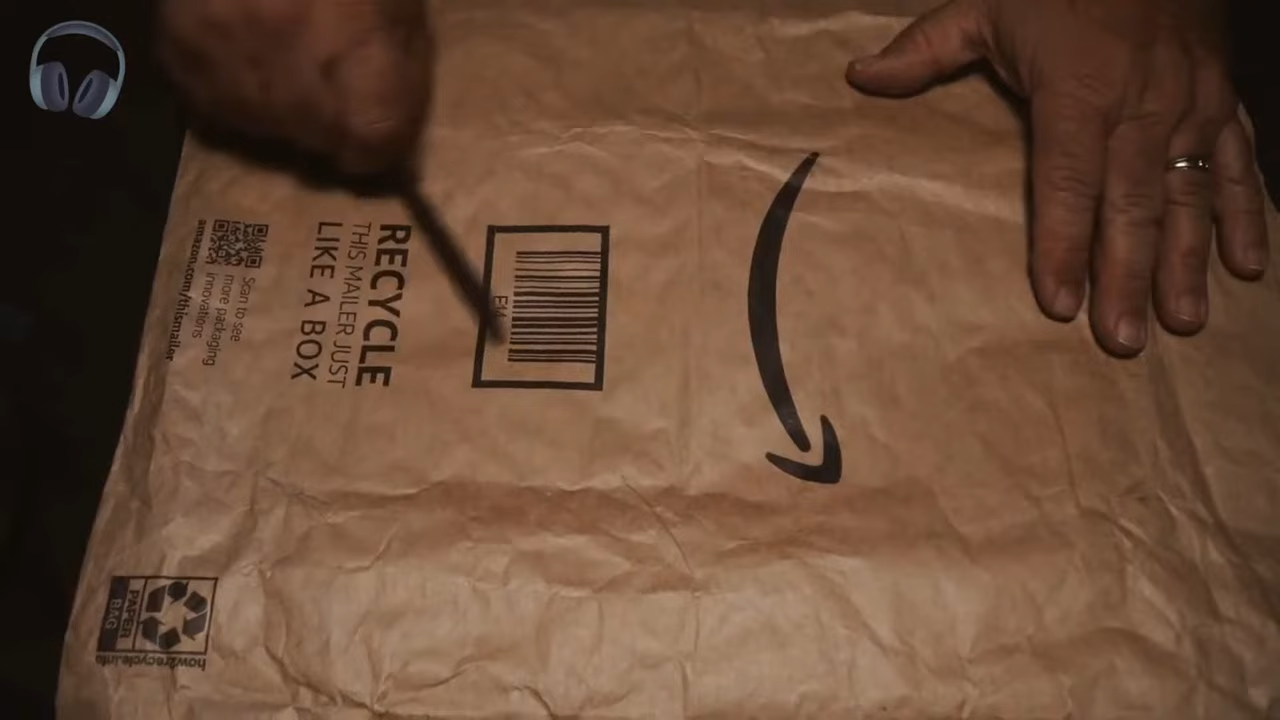 RECYCLE
THIS MAILER JUST
LIKE A BOX
Scan to see
more packaging
innovations
amazon.com/thismailer
PAPER
BAG
how2recycle.info